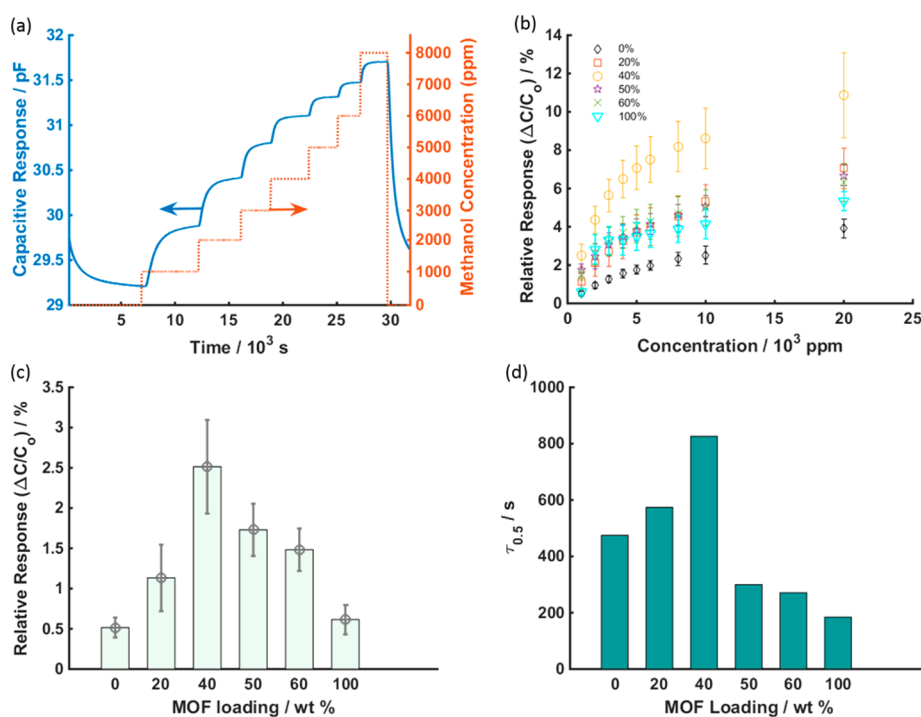 (a)
Capacitive Response / pF
32
31.5
31
30.5
30
29.5
29
8000
7000
6000
5000
4000
3000
2000
1000
0
Methanol Concentration (ppm)
5 10 15 20 25 30
Time / 10³ s
(b)
Relative Response (ΔC/Co) / %
14
12
10
8
6
4
2
0
0%
20%
40%
50%
60%
100%
0 5 10 15 20 25
Concentration / 10³ ppm
(c)
Relative Response (ΔC/Co) / %
3.5
3
2.5
2
1.5
1
0.5
0
0 20 40 50 60 100
MOF loading / wt %
(d)
τ0.5 / s
1000
800
600
400
200
0
0 20 40 50 60 100
MOF Loading / wt %